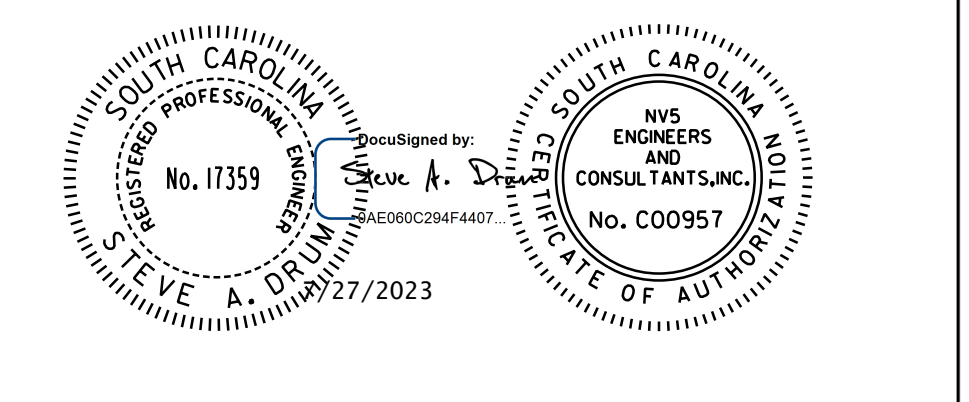 SOUTH CAROLINA
REGISTERED PROFESSIONAL ENGINEER
No. 17359
STEVE A. DRUM
DocuSigned by:
Steve A. Drum
0AE060C294F4407...
/27/2023
SOUTH CAROLINA
CERTIFICATE OF AUTHORIZATION
NV5
ENGINEERS
AND
CONSULTANTS,INC.
No. C00957